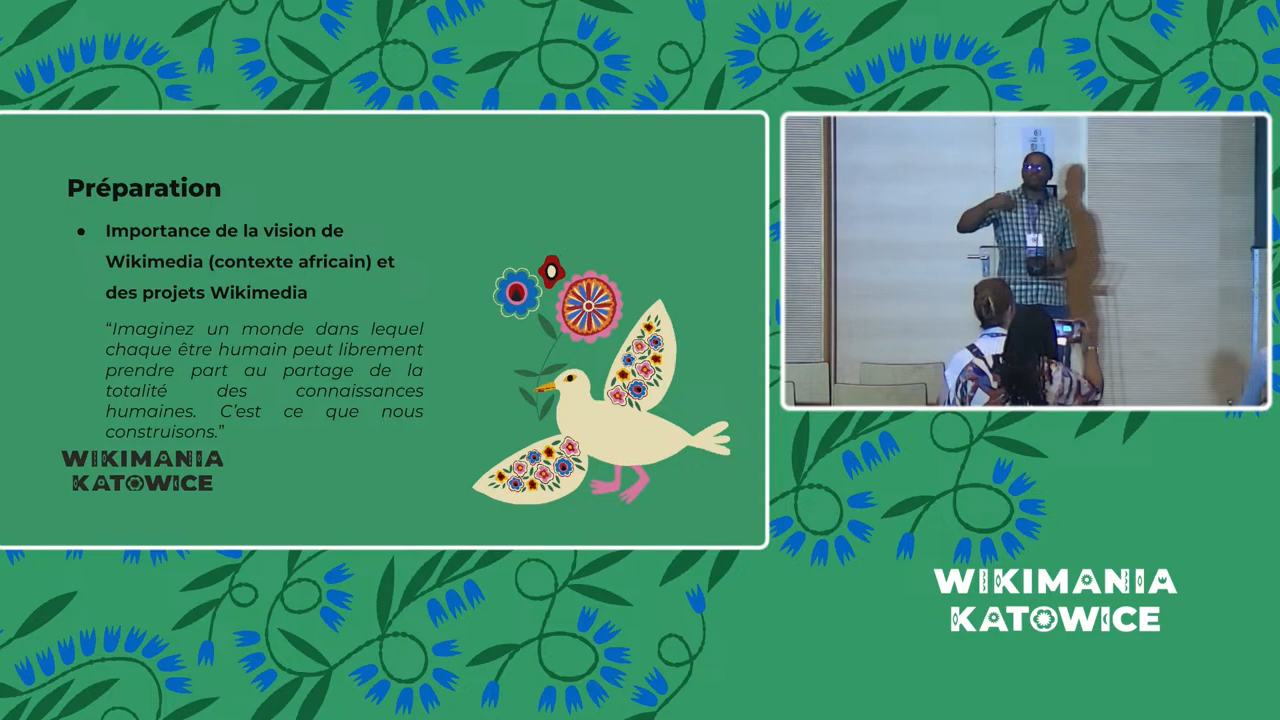 Préparation
● Importance de la vision de
Wikimedia (contexte africain) et
des projets Wikimedia
“Imaginez un monde dans lequel
chaque être humain peut librement
prendre part au partage de la
totalité des connaissances
humaines. C’est ce que nous
construisons.”
WIKIMANIA
KATOWICE
WIKIMANIA
KATOWICE